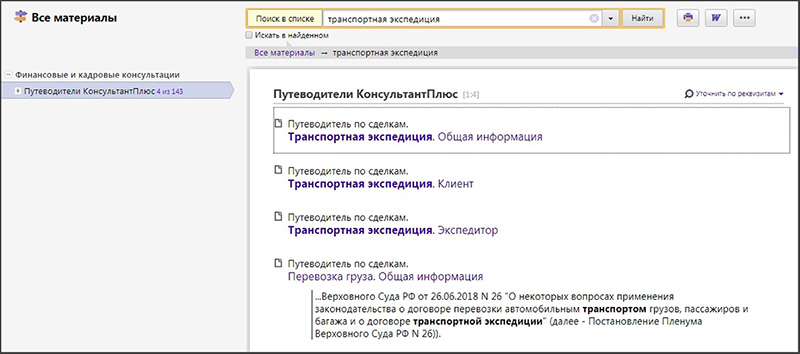 Все материалы
Поиск в списке
транспортная экспедиция
Найти
W
Искать в найденном
Все материалы → транспортная экспедиция
Финансовые и кадровые консультации
Путеводители КонсультантПлюс 4 из 143
Путеводители КонсультантПлюс [1:4]
Уточнить по реквизитам
Путеводитель по сделкам.
Транспортная экспедиция. Общая информация
Путеводитель по сделкам.
Транспортная экспедиция. Клиент
Путеводитель по сделкам.
Транспортная экспедиция. Экспедитор
Путеводитель по сделкам.
Перевозка груза. Общая информация
...Верховного Суда РФ от 26.06.2018 N 26 "О некоторых вопросах применения
законодательства о договоре перевозки автомобильным транспортом грузов, пассажиров и
багажа и о договоре транспортной экспедиции" (далее - Постановление Пленума
Верховного Суда РФ N 26)).